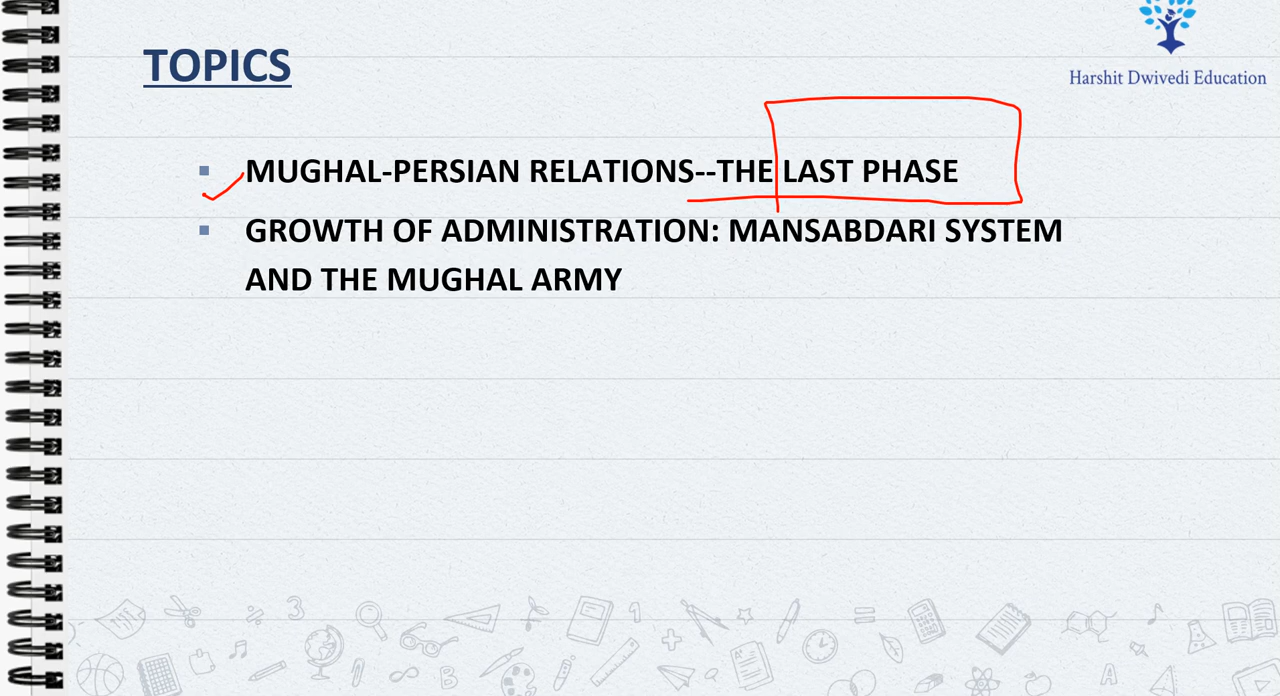 TOPICS
Harshit Dwivedi Education
MUGHAL-PERSIAN RELATIONS--THE LAST PHASE
GROWTH OF ADMINISTRATION: MANSABDARI SYSTEM
AND THE MUGHAL ARMY